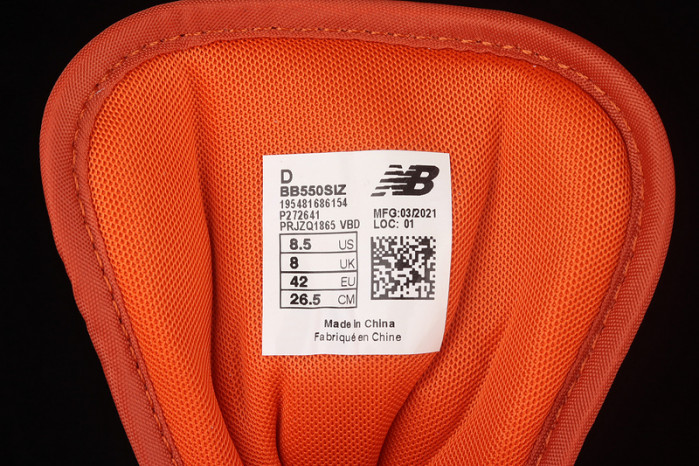 D
BB550SIZ
195481686154
P272641
PRJZQ1865 VBD
NB
MFG:03/2021
LOC: 01
8.5 US
8 UK
42 EU
26.5 CM
Made in China
Fabriqué en Chine